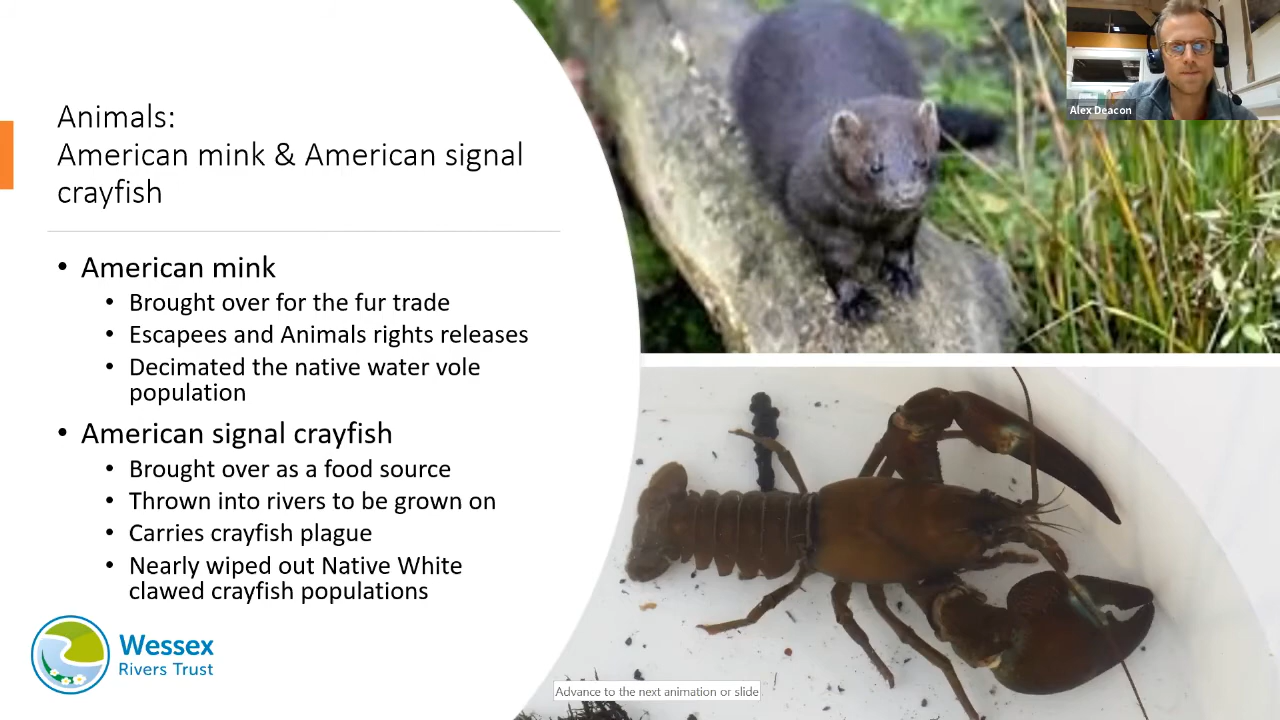 Animals:
American mink & American signal
crayfish
• American mink
• Brought over for the fur trade
• Escapees and Animals rights releases
• Decimated the native water vole
population
• American signal crayfish
• Brought over as a food source
• Thrown into rivers to be grown on
• Carries crayfish plague
• Nearly wiped out Native White
clawed crayfish populations
Wessex
Rivers Trust
Advance to the next animation or slide
Alex Deacon